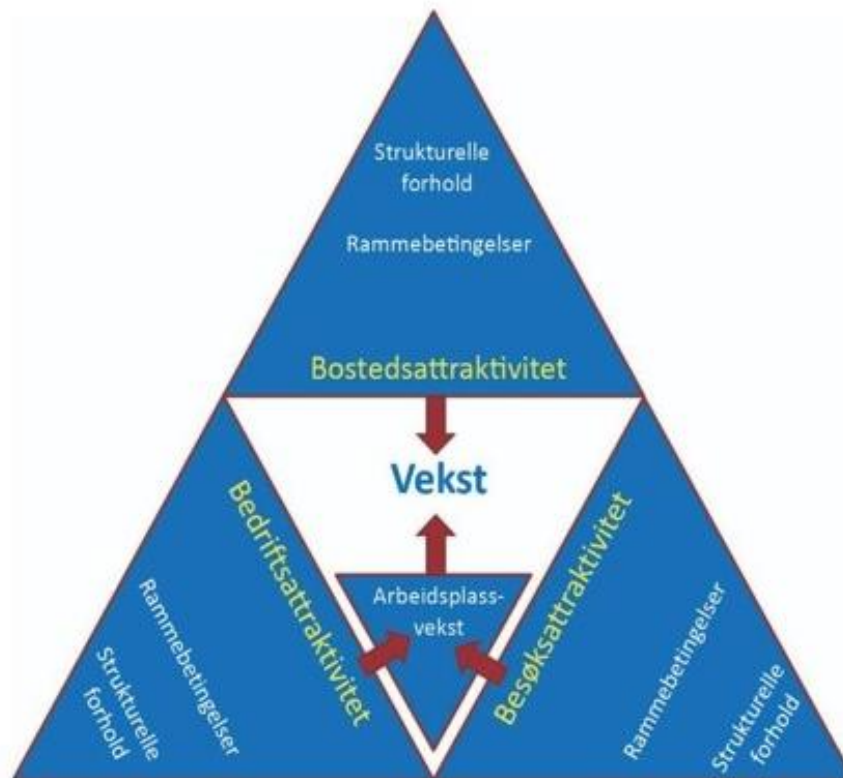 Strukturelle
forhold
Rammebetingelser
Bostedsattraktivitet
Vekst
Bedriftsattraktivitet
Rammebetingelser
Strukturelle
forhold
Arbeidsplass-
vekst
Besøksattraktivitet
Rammebetingelser
Strukturelle
forhold